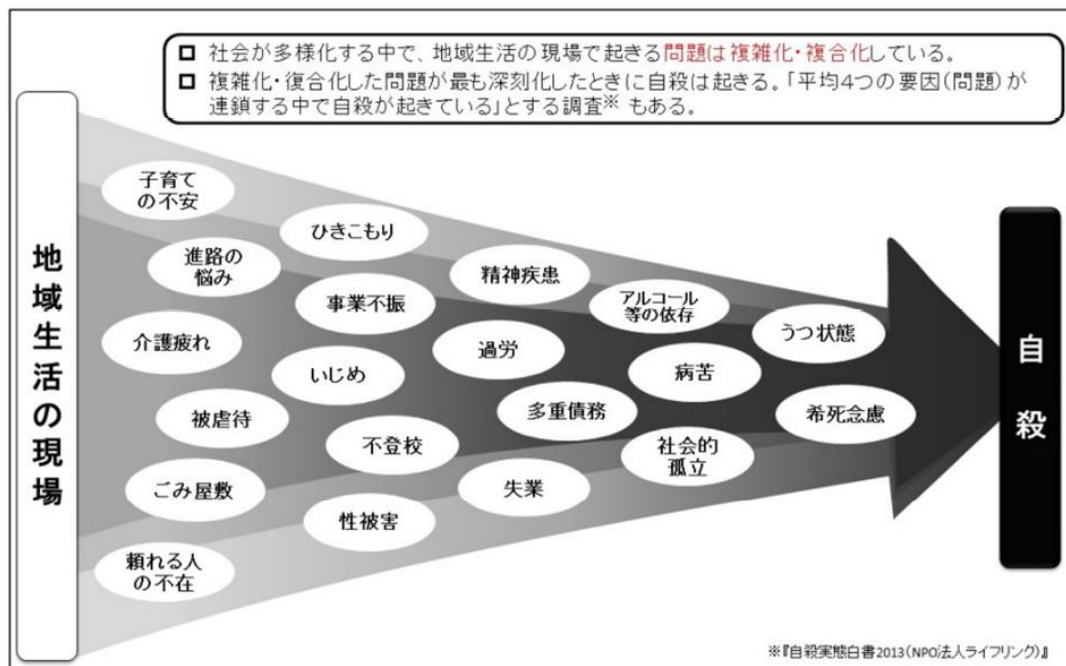 □ 社会が多様化する中で、地域生活の現場で起きる問題は複雑化・複合化している。
□ 複雑化・復合化した問題が最も深刻化したときに自殺は起きる。「平均4つの要因(問題)が
連鎖する中で自殺が起きている」とする調査※ もある。
地域生活の現場
子育て
の不安
進路の
悩み
介護疲れ
被虐待
ごみ屋敷
頼れる人
の不在
ひきこもり
事業不振
いじめ
不登校
性被害
精神疾患
過労
多重債務
失業
アルコール
等の依存
病苦
社会的
孤立
うつ状態
希死念慮
自殺
※『自殺実態白書2013(NPO法人ライフリンク)』